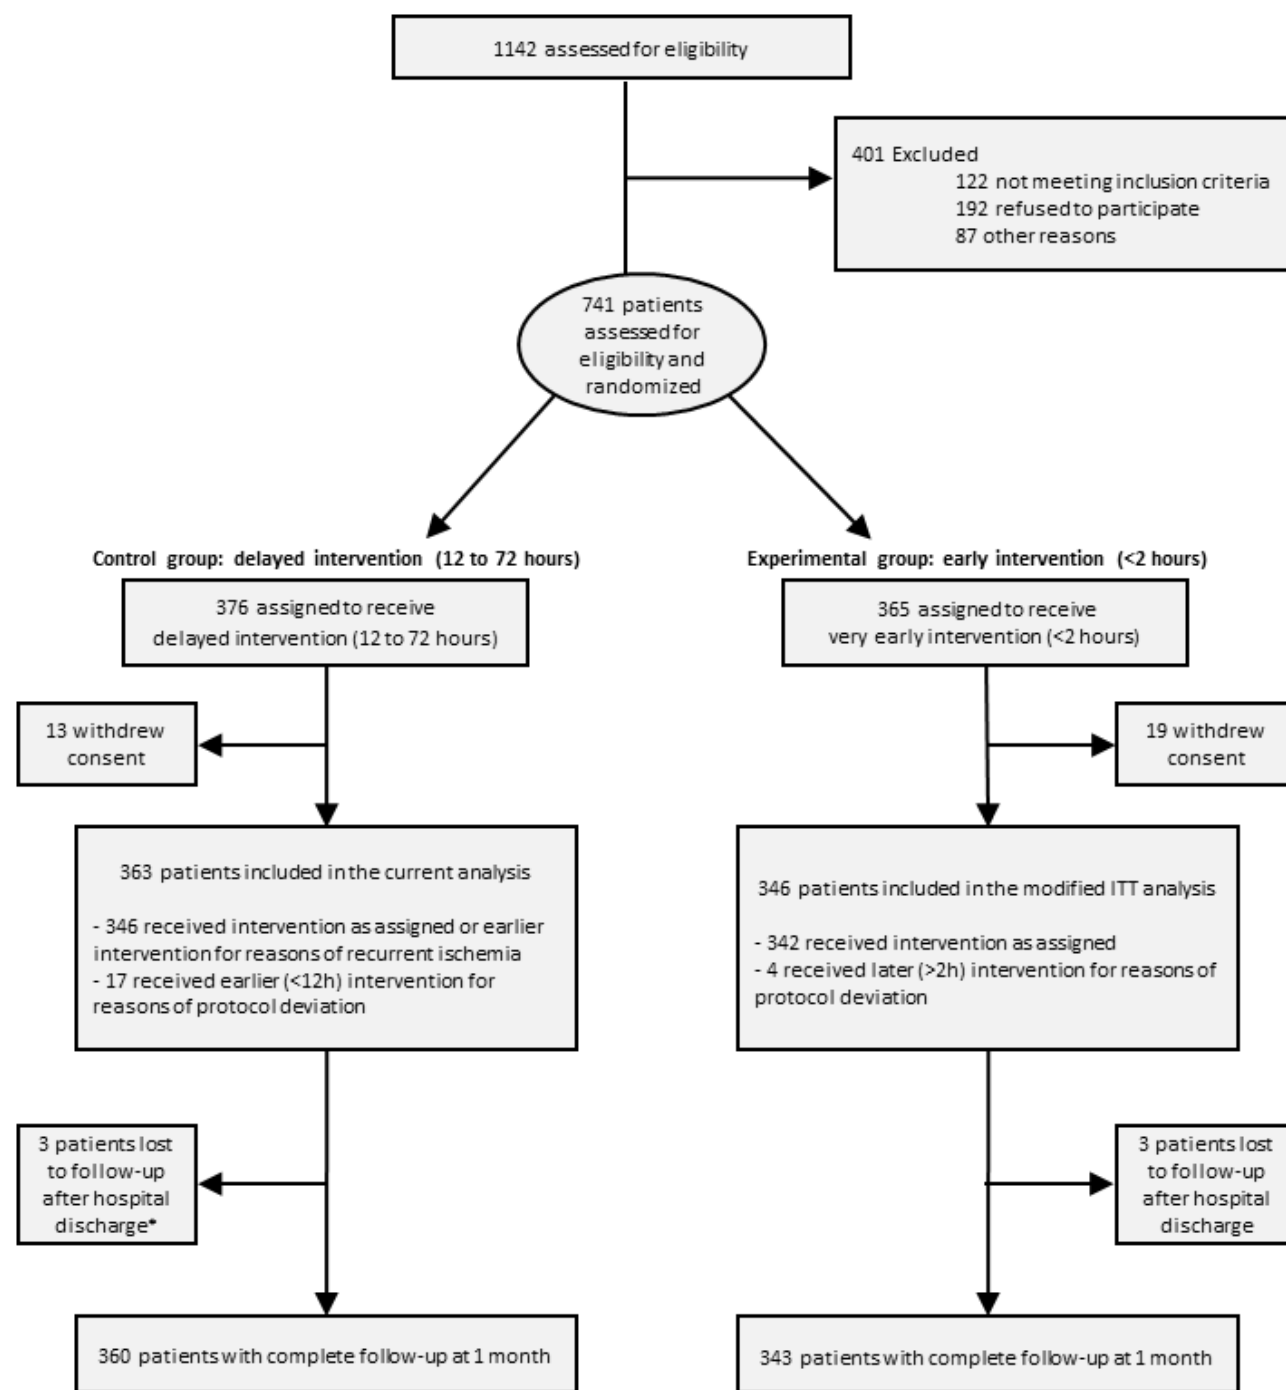 1142 assessed for eligibility
401 Excluded
122 not meeting inclusion criteria
192 refused to participate
87 other reasons
741 patients
assessed for
eligibility and
randomized
Control group: delayed intervention (12 to 72 hours)
376 assigned to receive
delayed intervention (12 to 72 hours)
13 withdrew
consent
363 patients included in the current analysis
- 346 received intervention as assigned or earlier
intervention for reasons of recurrent ischemia
- 17 received earlier (<12h) intervention for
reasons of protocol deviation
3 patients lost
to follow-up
after hospital
discharge*
360 patients with complete follow-up at 1 month
Experimental group: early intervention (<2 hours)
365 assigned to receive
very early intervention (<2 hours)
19 withdrew
consent
346 patients included in the modified ITT analysis
- 342 received intervention as assigned
- 4 received later (>2h) intervention for reasons of
protocol deviation
3 patients lost
to follow-up
after hospital
discharge
343 patients with complete follow-up at 1 month